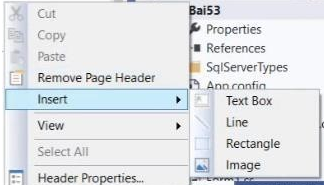 Cut
Copy
Paste
Remove Page Header
Insert
View
Select All
Header Properties...
Bai53
Properties
References
SqlServerTypes
App.config
Text Box
Line
Rectangle
Image